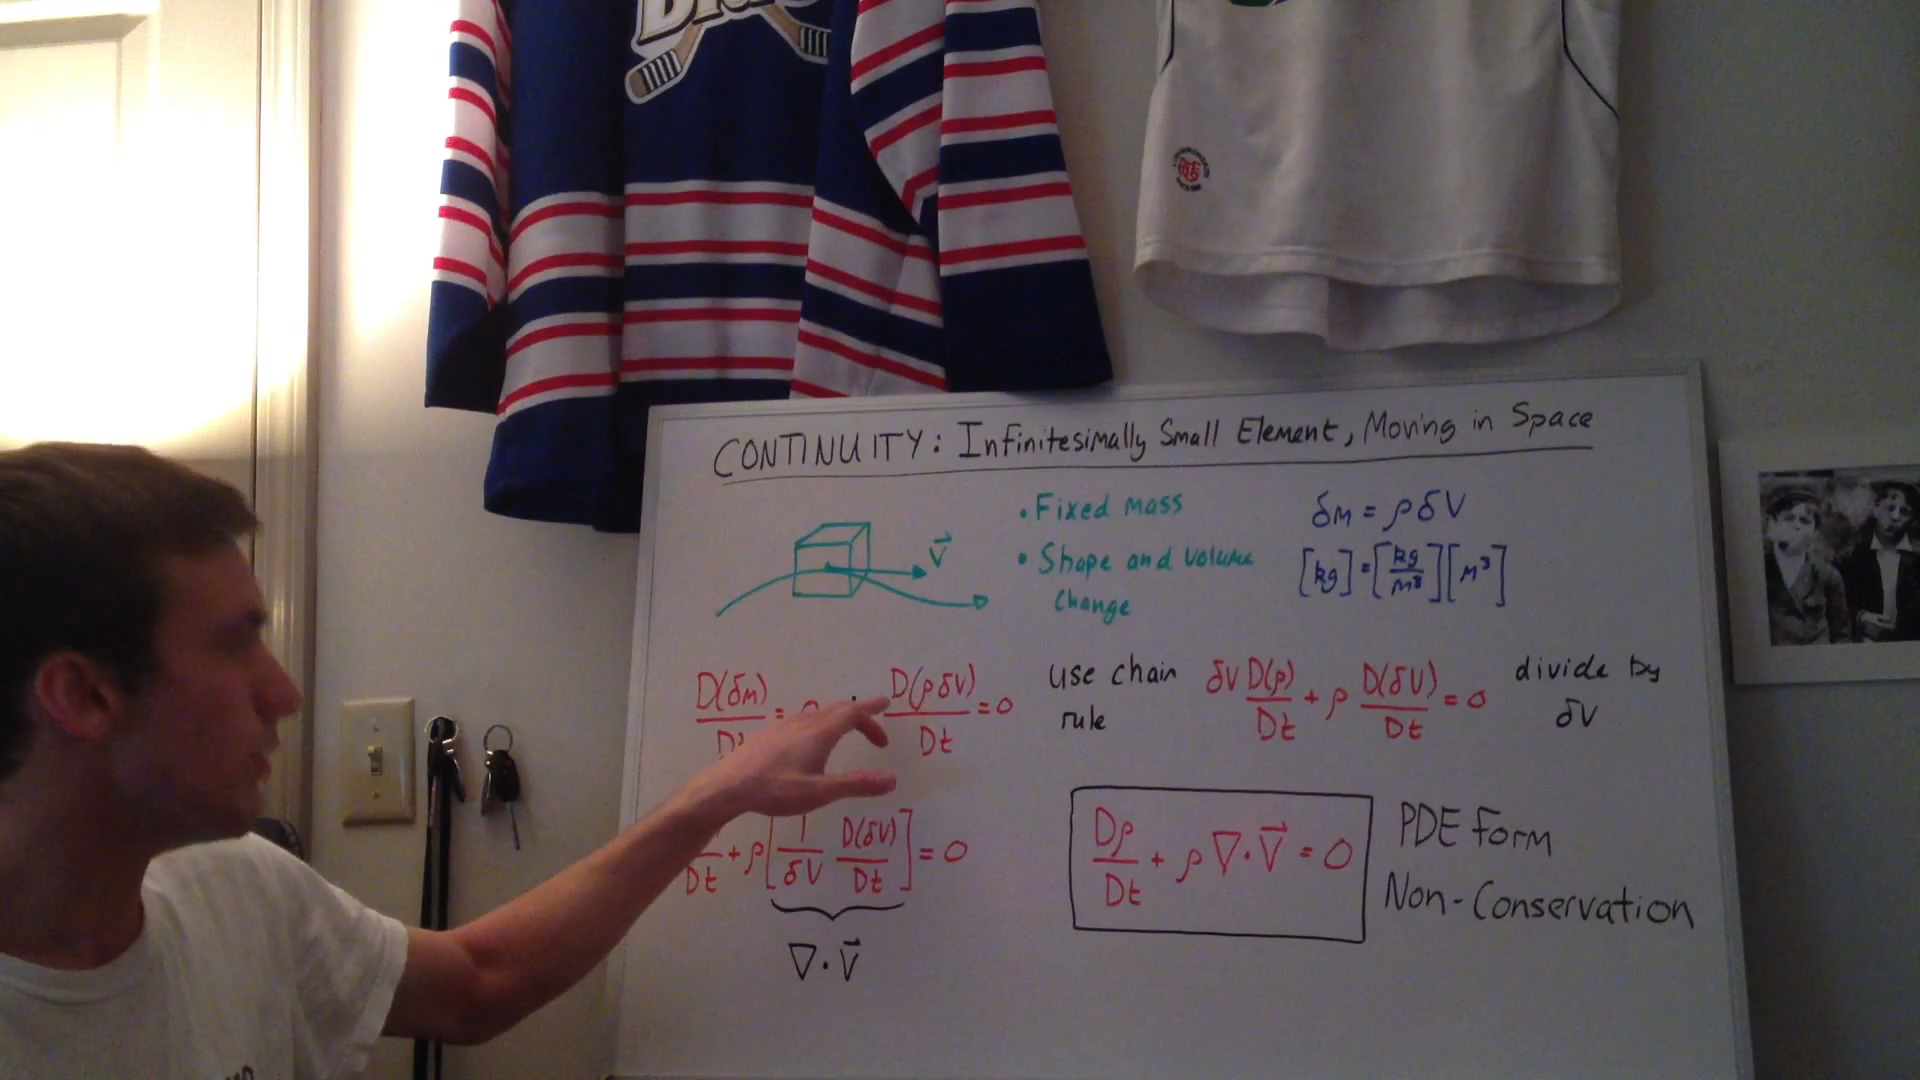 CONTINUITY: Infinitesimally Small Element, Moving in Space
• Fixed mass
• Shape and volume
change
V⃗
δm = ρδV
[kg] = [kg/m³][m³]
D(δm)/D = D(ρδV)/Dt = 0
use chain
rule
δV D(ρ)/Dt + ρ D(δV)/Dt = 0
divide by
δV
Dt + ρ[1/δV D(δV)/Dt] = 0
∇·V⃗
Dρ/Dt + ρ∇·V⃗ = 0
PDE form
Non-Conservation